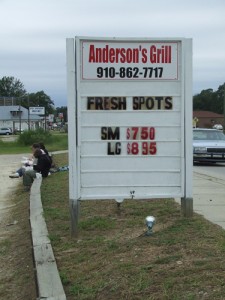 Anderson's Grill
910-862-7717
FRESH SPOTS
SM $750
LG $895